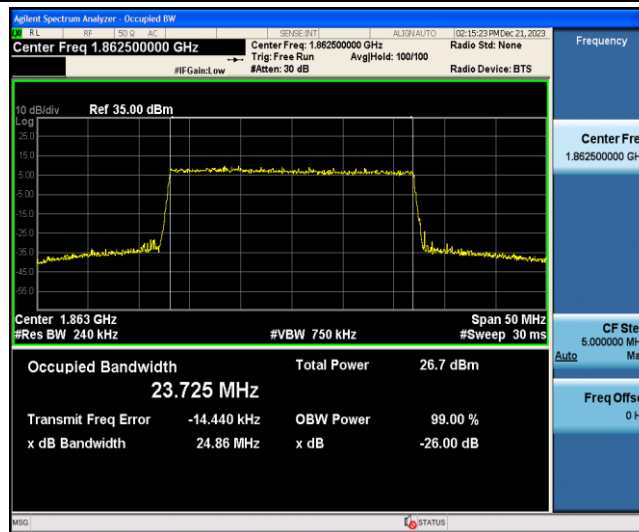 Agilent Spectrum Analyzer - Occupied BW
RL RF 50 Ω AC SENSE:INT ALIGN AUTO 02:15:23 PM Dec 21, 2023
Center Freq 1.862500000 GHz
Center Freq: 1.862500000 GHz
Radio Std: None
Trig: Free Run Avg|Hold: 100/100
#IFGain:Low
#Atten: 30 dB
Radio Device: BTS
Frequency
10 dB/div Ref 35.00 dBm
Log
25.0
15.0
5.00
-5.00
-15.0
-25.0
-35.0
-45.0
-55.0
Center 1.863 GHz Span 50 MHz
#Res BW 240 kHz #VBW 750 kHz #Sweep 30 ms
Occupied Bandwidth
23.725 MHz
Total Power 26.7 dBm
Transmit Freq Error -14.440 kHz OBW Power 99.00 %
x dB Bandwidth 24.86 MHz x dB -26.00 dB
Center Fre
1.862500000 GH
CF Ste
5.000000 MH
Auto Ma
Freq Offse
0 H
MSG STATUS